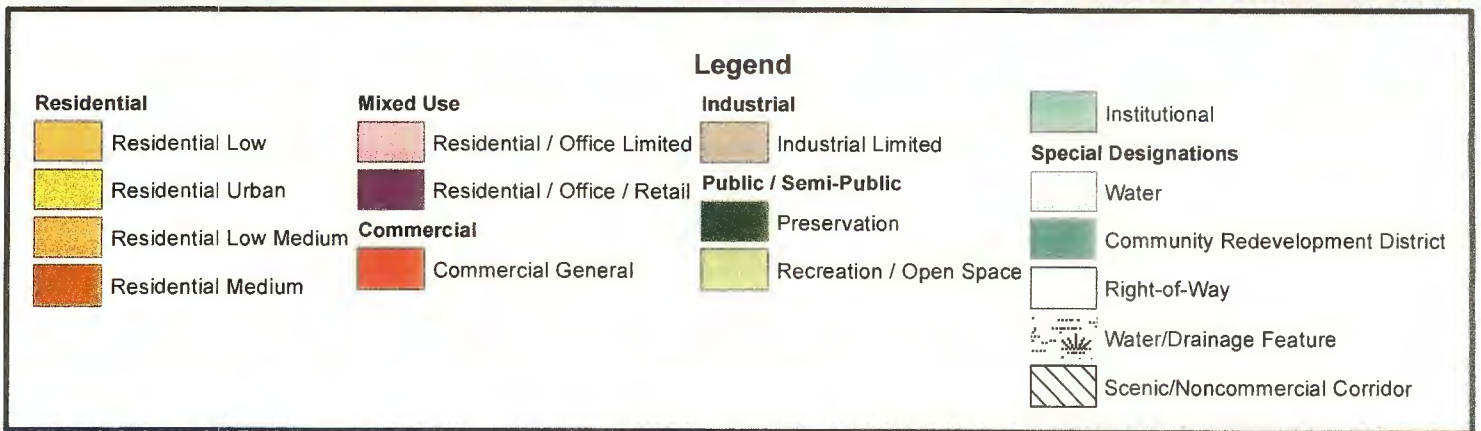 Legend
Residential
Residential Low
Residential Urban
Residential Low Medium
Residential Medium
Mixed Use
Residential / Office Limited
Residential / Office / Retail
Commercial
Commercial General
Industrial
Industrial Limited
Public / Semi-Public
Preservation
Recreation / Open Space
Institutional
Special Designations
Water
Community Redevelopment District
Right-of-Way
Water/Drainage Feature
Scenic/Noncommercial Corridor